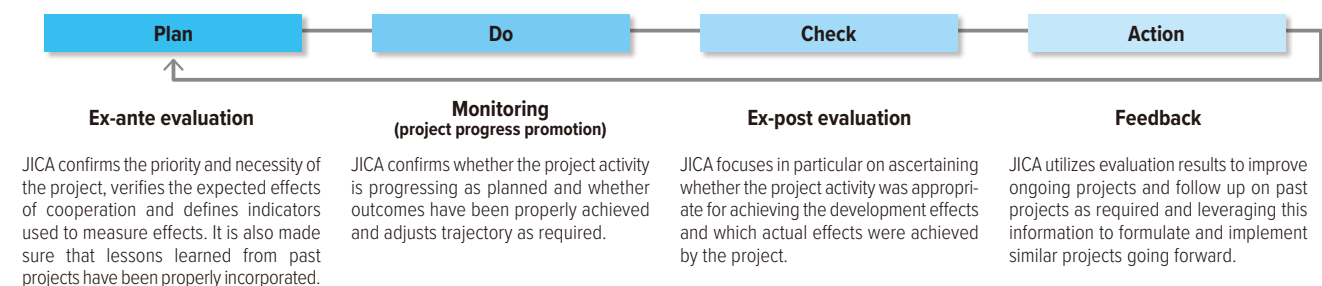 Plan
Do
Check
Action
Ex-ante evaluation
JICA confirms the priority and necessity of
the project, verifies the expected effects
of cooperation and defines indicators
used to measure effects. It is also made
sure that lessons learned from past
projects have been properly incorporated.
Monitoring
(project progress promotion)
JICA confirms whether the project activity
is progressing as planned and whether
outcomes have been properly achieved
and adjusts trajectory as required.
Ex-post evaluation
JICA focuses in particular on ascertaining
whether the project activity was appropri-
ate for achieving the development effects
and which actual effects were achieved
by the project.
Feedback
JICA utilizes evaluation results to improve
ongoing projects and follow up on past
projects as required and leveraging this
information to formulate and implement
similar projects going forward.